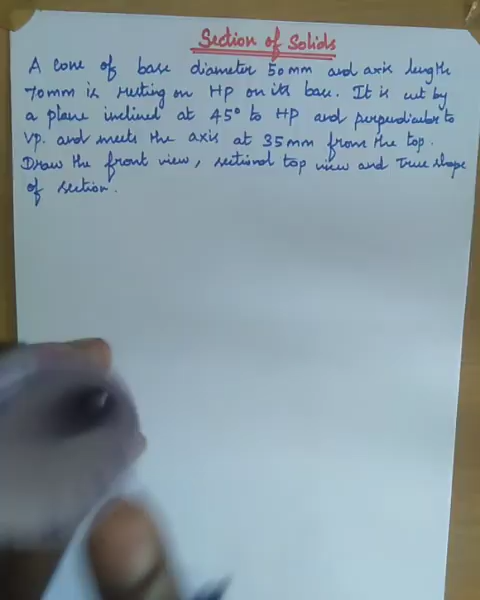 Section of Solids
A cone of base diameter 50mm and axis length
70mm is resting on HP on its base. It is cut by
a plane inclined at 45° to HP and perpendicular to
VP. and meets the axis at 35mm from the top.
Draw the front view, sectional top view and True shape
of section.